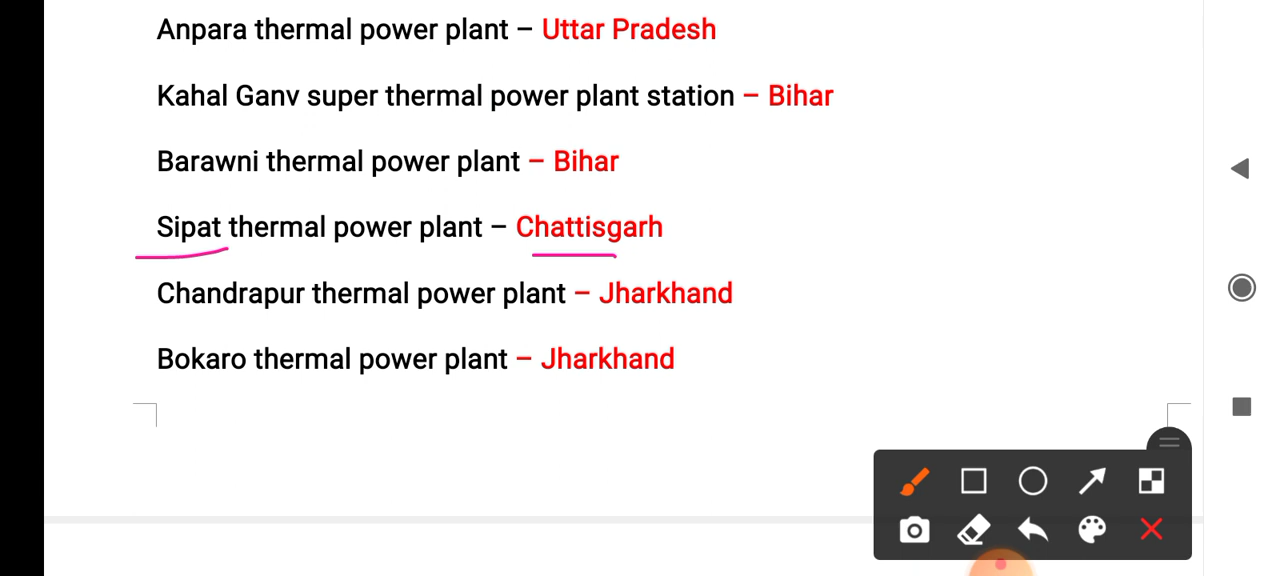 Anpara thermal power plant – Uttar Pradesh
Kahal Ganv super thermal power plant station – Bihar
Barawni thermal power plant – Bihar
Sipat thermal power plant – Chattisgarh
Chandrapur thermal power plant – Jharkhand
Bokaro thermal power plant – Jharkhand